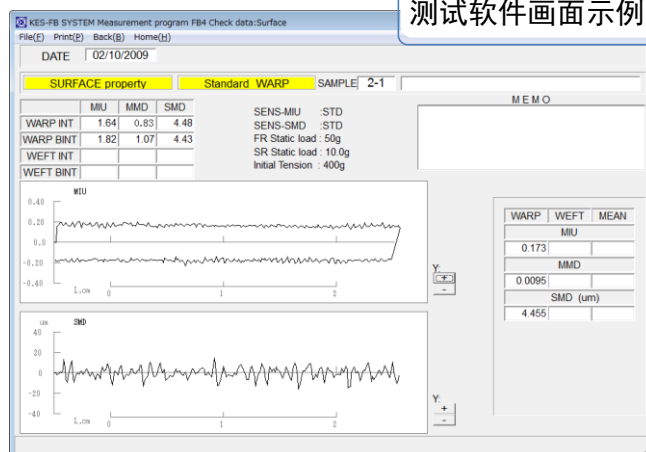 测试软件画面示例
KES-FB SYSTEM Measurement program FB4 Check data:Surface
File(F) Print(P) Back(B) Home(H)
DATE 02/10/2009
SURFACE property Standard WARP SAMPLE 2-1
MEMO
MIU MMD SMD
WARP INT 1.64 0.83 4.48
WARP BINT 1.82 1.07 4.43
WEFT INT
WEFT BINT
SENS-MIU :STD
SENS-SMD :STD
FR Static load : 50g
SR Static load : 10.0g
Initial Tension : 400g
MIU
0.40
0.20
0.0
-0.20
-0.40
L.cm 0 1 2
Y:
+
-
WARP WEFT MEAN
MIU
0.173
MMD
0.0095
SMD (um)
4.455
um SMD
40
20
0
-20
-40
L.cm 0 1 2
Y:
+
-